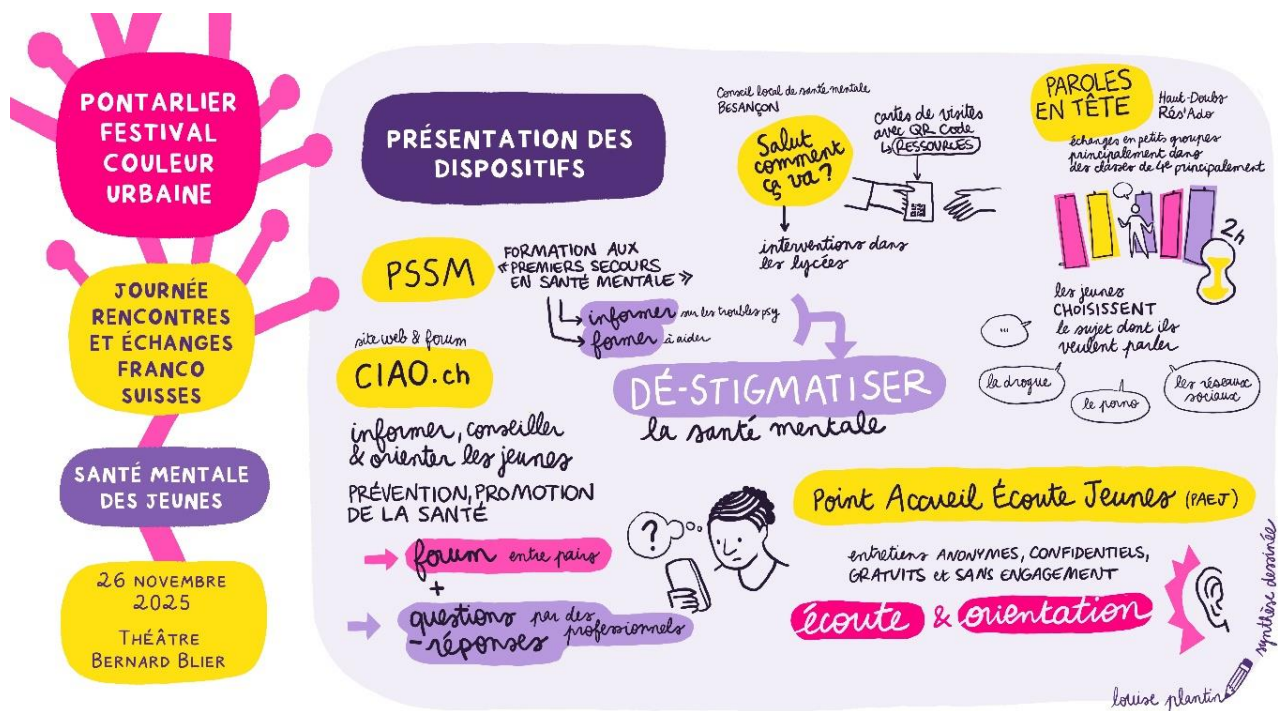 PONTARLIER
FESTIVAL
COULEUR
URBAINE
JOURNÉE
RENCONTRES
ET ÉCHANGES
FRANCO
SUISSES
SANTÉ MENTALE
DES JEUNES
26 NOVEMBRE
2025
THÉÂTRE
BERNARD BLIER
PRÉSENTATION DES
DISPOSITIFS
PSSM
FORMATION AUX
« PREMIERS SECOURS
EN SANTÉ MENTALE »
informer sur les troubles psy
former à aider
site web & forum
CIAO.ch
informer, conseiller
& orienter les jeunes
PRÉVENTION, PROMOTION
DE LA SANTÉ
forum entre pairs
+
questions par des
-réponses professionnels
?
Conseil local de santé mentale
BESANÇON
Salut
comment
ça va ?
cartes de visites
avec QR Code
RESSOURCES
interventions dans
les lycées
DÉ-STIGMATISER
la santé mentale
PAROLES
EN TÊTE
Haut-Doubs
Rés'Ado
échanges en petits groupes
principalement dans
des classes de 4e principalement
2h
les jeunes
CHOISISSENT
le sujet dont ils
veulent parler
...
la drogue
le porno
les réseaux
sociaux
Point Accueil Écoute Jeunes (PAEJ)
entretiens ANONYMES, CONFIDENTIELS,
GRATUITS et SANS ENGAGEMENT
écoute & orientation
louise plantin
synthèse dessinée